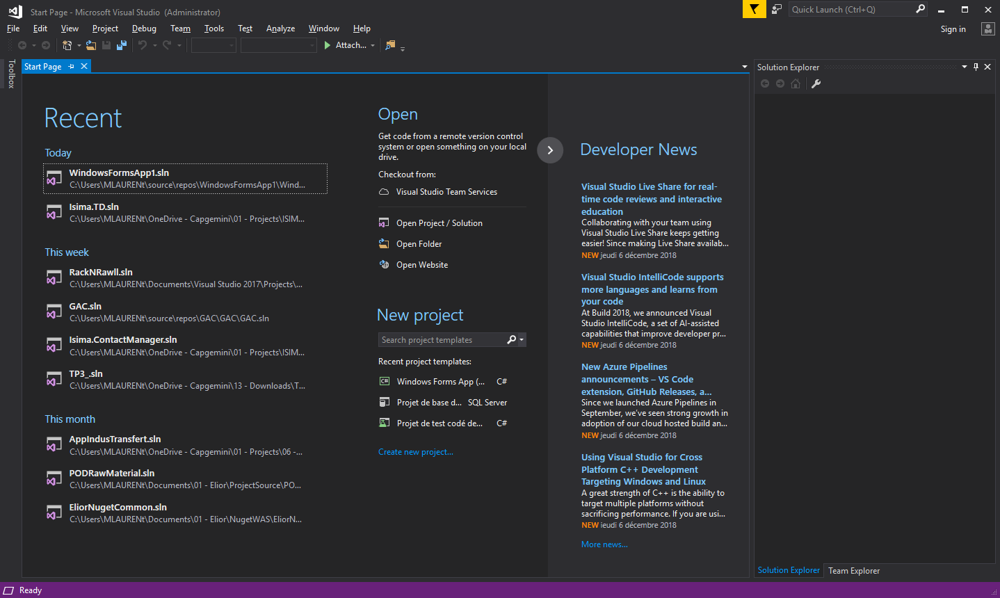 Start Page - Microsoft Visual Studio (Administrator)
Quick Launch (Ctrl+Q)
File Edit View Project Debug Team Tools Test Analyze Window Help
Sign in
Attach...
Toolbox
Start Page
Recent
Today
WindowsFormsApp1.sln
C:\Users\MLAURENt\source\repos\WindowsFormsApp1\Wind...
Isima.TD.sln
C:\Users\MLAURENt\OneDrive - Capgemini\01 - Projects\ISIM...
This week
RackNRawll.sln
C:\Users\MLAURENt\Documents\Visual Studio 2017\Projects\...
GAC.sln
C:\Users\MLAURENt\source\repos\GAC\GAC\GAC.sln
Isima.ContactManager.sln
C:\Users\MLAURENt\OneDrive - Capgemini\01 - Projects\ISIM...
TP3_.sln
C:\Users\MLAURENt\OneDrive - Capgemini\13 - Downloads\T...
This month
AppIndusTransfert.sln
C:\Users\MLAURENt\OneDrive - Capgemini\01 - Projects\06 -...
PODRawMaterial.sln
C:\Users\MLAURENt\Documents\01 - Elior\ProjectSource\PO...
EliorNugetCommon.sln
C:\Users\MLAURENt\Documents\01 - Elior\NugetWAS\EliorN...
Open
Get code from a remote version control
system or open something on your local
drive.
Checkout from:
Visual Studio Team Services
Open Project / Solution
Open Folder
Open Website
New project
Search project templates
Recent project templates:
Windows Forms App (... C#
Projet de base d... SQL Server
Projet de test codé de... C#
Create new project...
Developer News
Visual Studio Live Share for real-
time code reviews and interactive
education
Collaborating with your team using
Visual Studio Live Share keeps getting
easier! Since making Live Share availab...
NEW jeudi 6 décembre 2018
Visual Studio IntelliCode supports
more languages and learns from
your code
At Build 2018, we announced Visual
Studio IntelliCode, a set of AI-assisted
capabilities that improve developer pr...
NEW jeudi 6 décembre 2018
New Azure Pipelines
announcements – VS Code
extension, GitHub Releases, a...
Since we launched Azure Pipelines in
September, we've seen strong growth in
adoption of our cloud hosted build an...
NEW jeudi 6 décembre 2018
Using Visual Studio for Cross
Platform C++ Development
Targeting Windows and Linux
A great strength of C++ is the ability to
target multiple platforms without
sacrificing performance. If you are usi...
NEW jeudi 6 décembre 2018
More news...
Solution Explorer
Solution Explorer Team Explorer
Ready